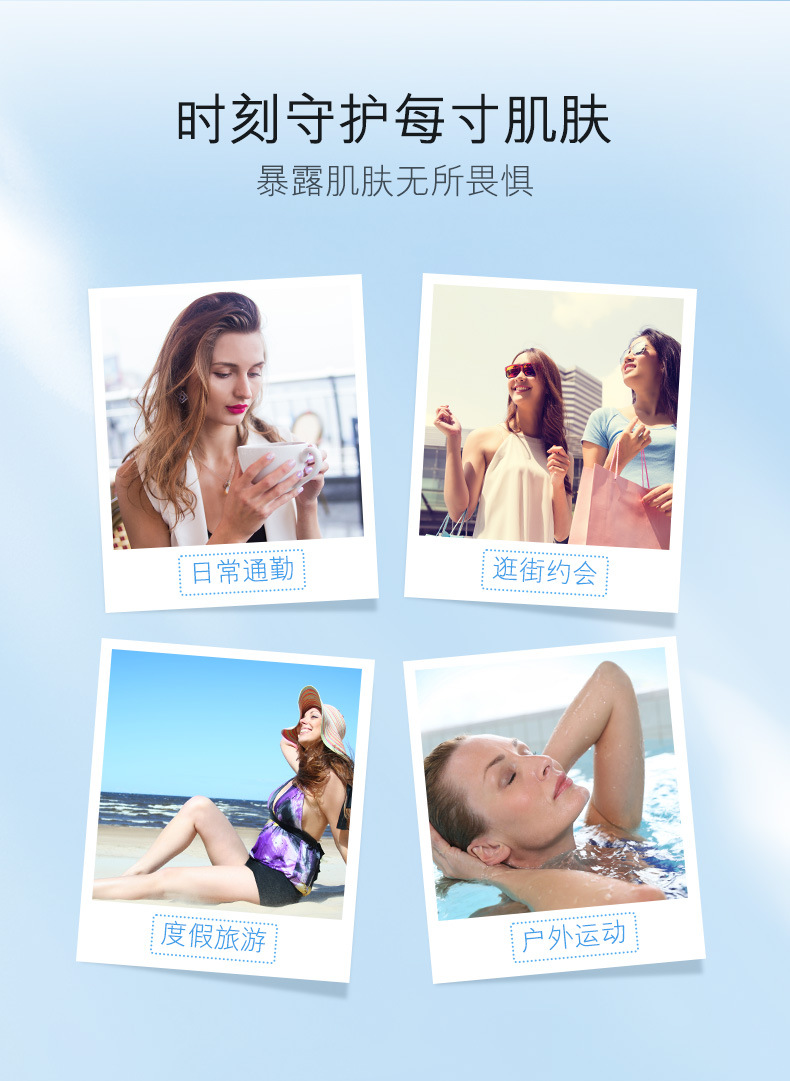 时刻守护每寸肌肤
暴露肌肤无所畏惧
日常通勤
逛街约会
度假旅游
户外运动